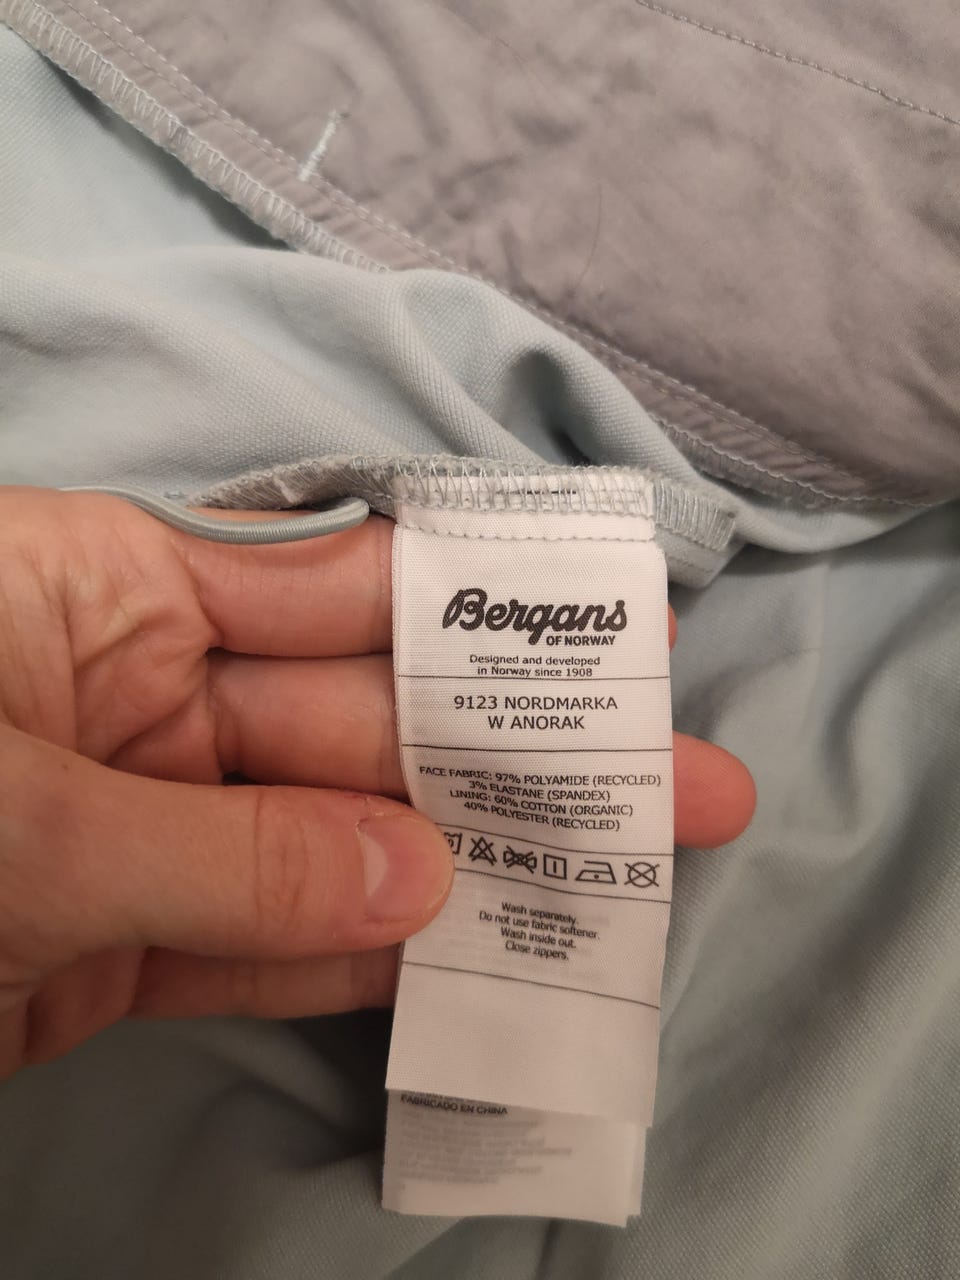 Bergans
OF NORWAY
Designed and developed
in Norway since 1908
9123 NORDMARKA
W ANORAK
FACE FABRIC: 97% POLYAMIDE (RECYCLED)
3% ELASTANE (SPANDEX)
LINING: 60% COTTON (ORGANIC)
40% POLYESTER (RECYCLED)
Wash separately.
Do not use fabric softener.
Wash inside out.
Close zippers.
FABRICADO EN CHINA